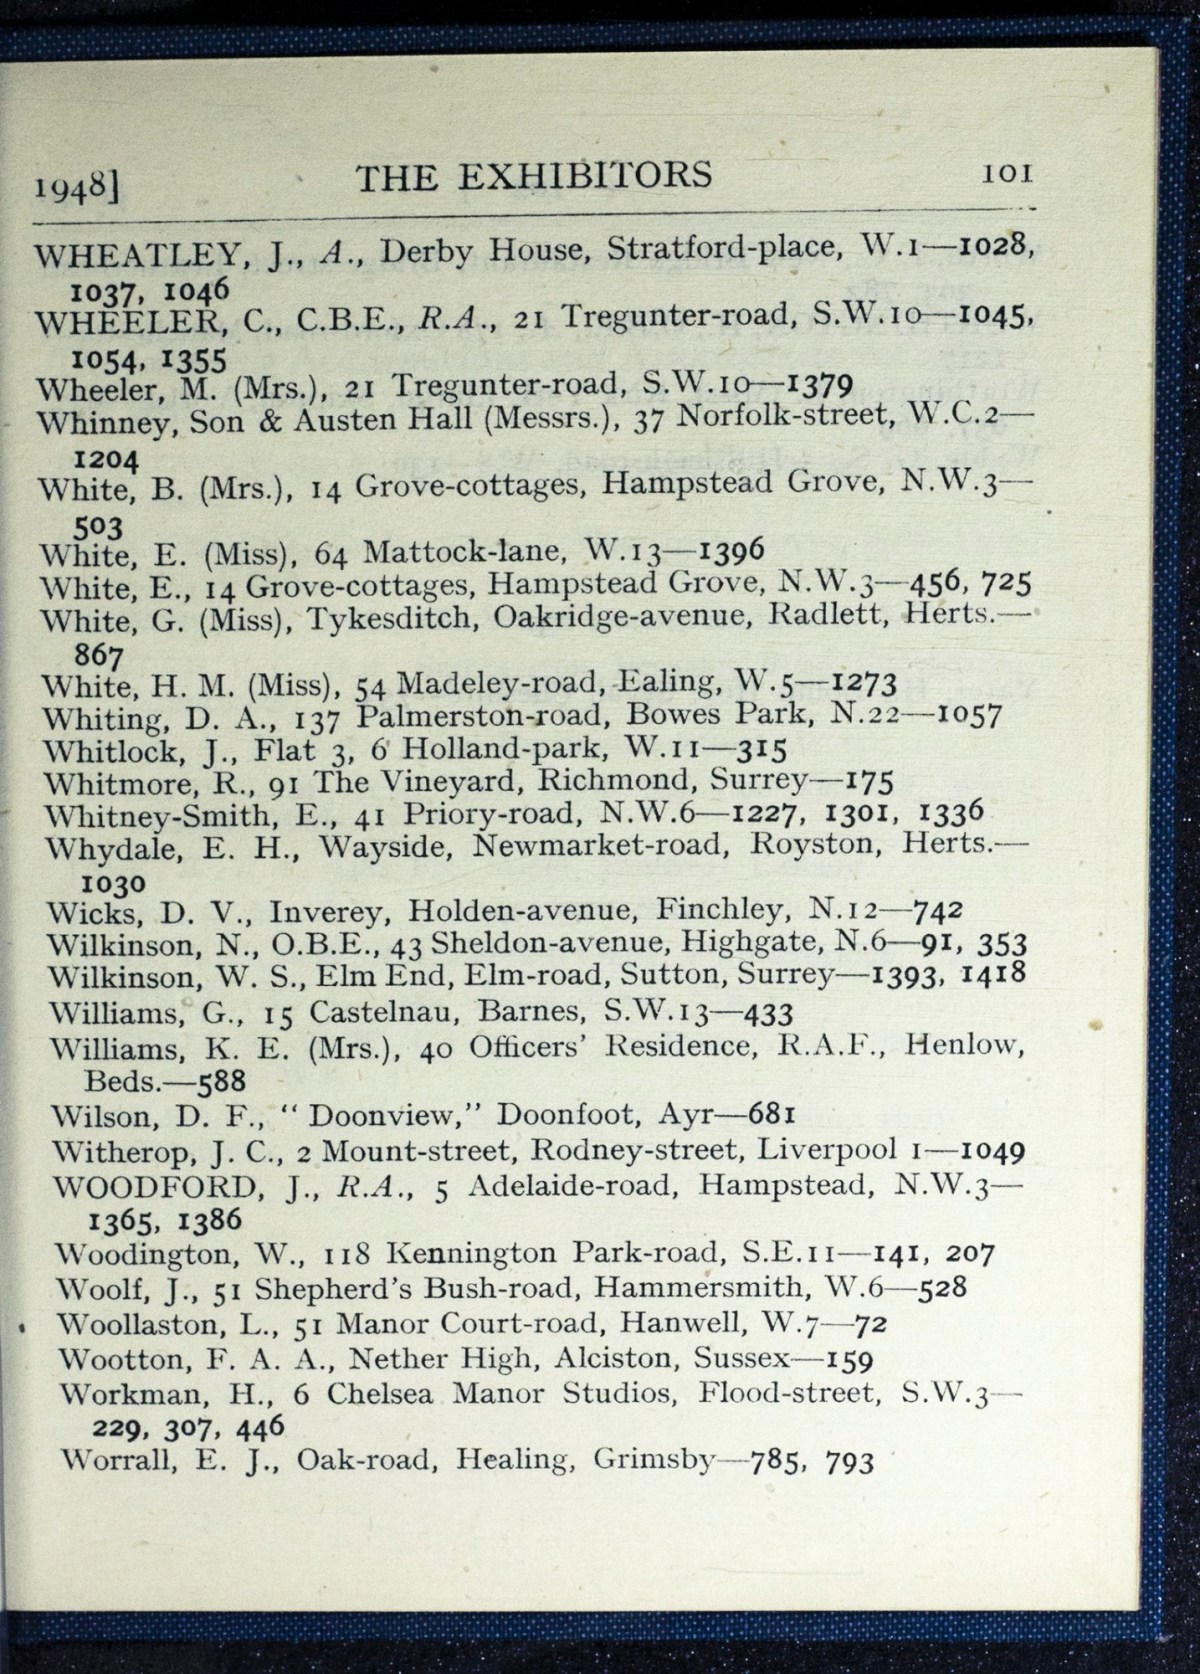 1948] THE EXHIBITORS 101
WHEATLEY, J., A., Derby House, Stratford-place, W.1—1028,
1037, 1046
WHEELER, C., C.B.E., R.A., 21 Tregunter-road, S.W.10—1045,
1054, 1355
Wheeler, M. (Mrs.), 21 Tregunter-road, S.W.10—1379
Whinney, Son & Austen Hall (Messrs.), 37 Norfolk-street, W.C.2—
1204
White, B. (Mrs.), 14 Grove-cottages, Hampstead Grove, N.W.3—
503
White, E. (Miss), 64 Mattock-lane, W.13—1396
White, E., 14 Grove-cottages, Hampstead Grove, N.W.3—456, 725
White, G. (Miss), Tykesditch, Oakridge-avenue, Radlett, Herts.—
867
White, H. M. (Miss), 54 Madeley-road, Ealing, W.5—1273
Whiting, D. A., 137 Palmerston-road, Bowes Park, N.22—1057
Whitlock, J., Flat 3, 6 Holland-park, W.11—315
Whitmore, R., 91 The Vineyard, Richmond, Surrey—175
Whitney-Smith, E., 41 Priory-road, N.W.6—1227, 1301, 1336
Whydale, E. H., Wayside, Newmarket-road, Royston, Herts.—
1030
Wicks, D. V., Inverey, Holden-avenue, Finchley, N.12—742
Wilkinson, N., O.B.E., 43 Sheldon-avenue, Highgate, N.6—91, 353
Wilkinson, W. S., Elm End, Elm-road, Sutton, Surrey—1393, 1418
Williams, G., 15 Castelnau, Barnes, S.W.13—433
Williams, K. E. (Mrs.), 40 Officers' Residence, R.A.F., Henlow,
Beds.—588
Wilson, D. F., “ Doonview,” Doonfoot, Ayr—681
Witherop, J. C., 2 Mount-street, Rodney-street, Liverpool 1—1049
WOODFORD, J., R.A., 5 Adelaide-road, Hampstead, N.W.3—
1365, 1386
Woodington, W., 118 Kennington Park-road, S.E.11—141, 207
Woolf, J., 51 Shepherd's Bush-road, Hammersmith, W.6—528
Woollaston, L., 51 Manor Court-road, Hanwell, W.7—72
Wootton, F. A. A., Nether High, Alciston, Sussex—159
Workman, H., 6 Chelsea Manor Studios, Flood-street, S.W.3—
229, 307, 446
Worrall, E. J., Oak-road, Healing, Grimsby—785, 793